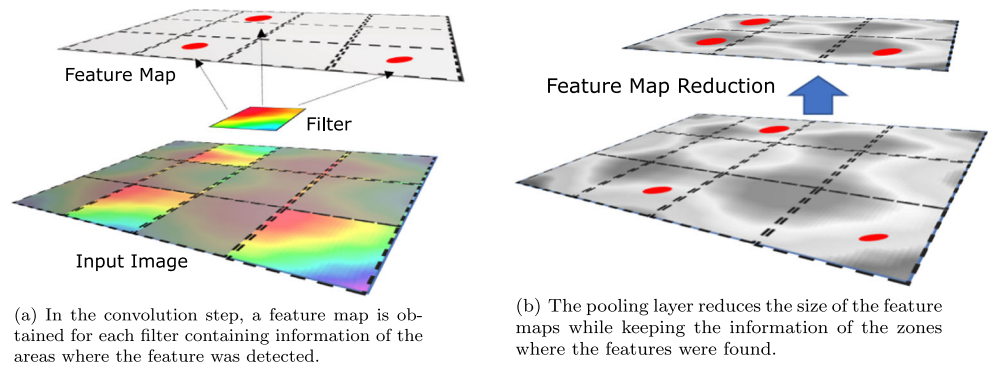 Feature Map
Filter
Input Image
(a) In the convolution step, a feature map is ob-
tained for each filter containing information of the
areas where the feature was detected.
Feature Map Reduction
(b) The pooling layer reduces the size of the feature
maps while keeping the information of the zones
where the features were found.